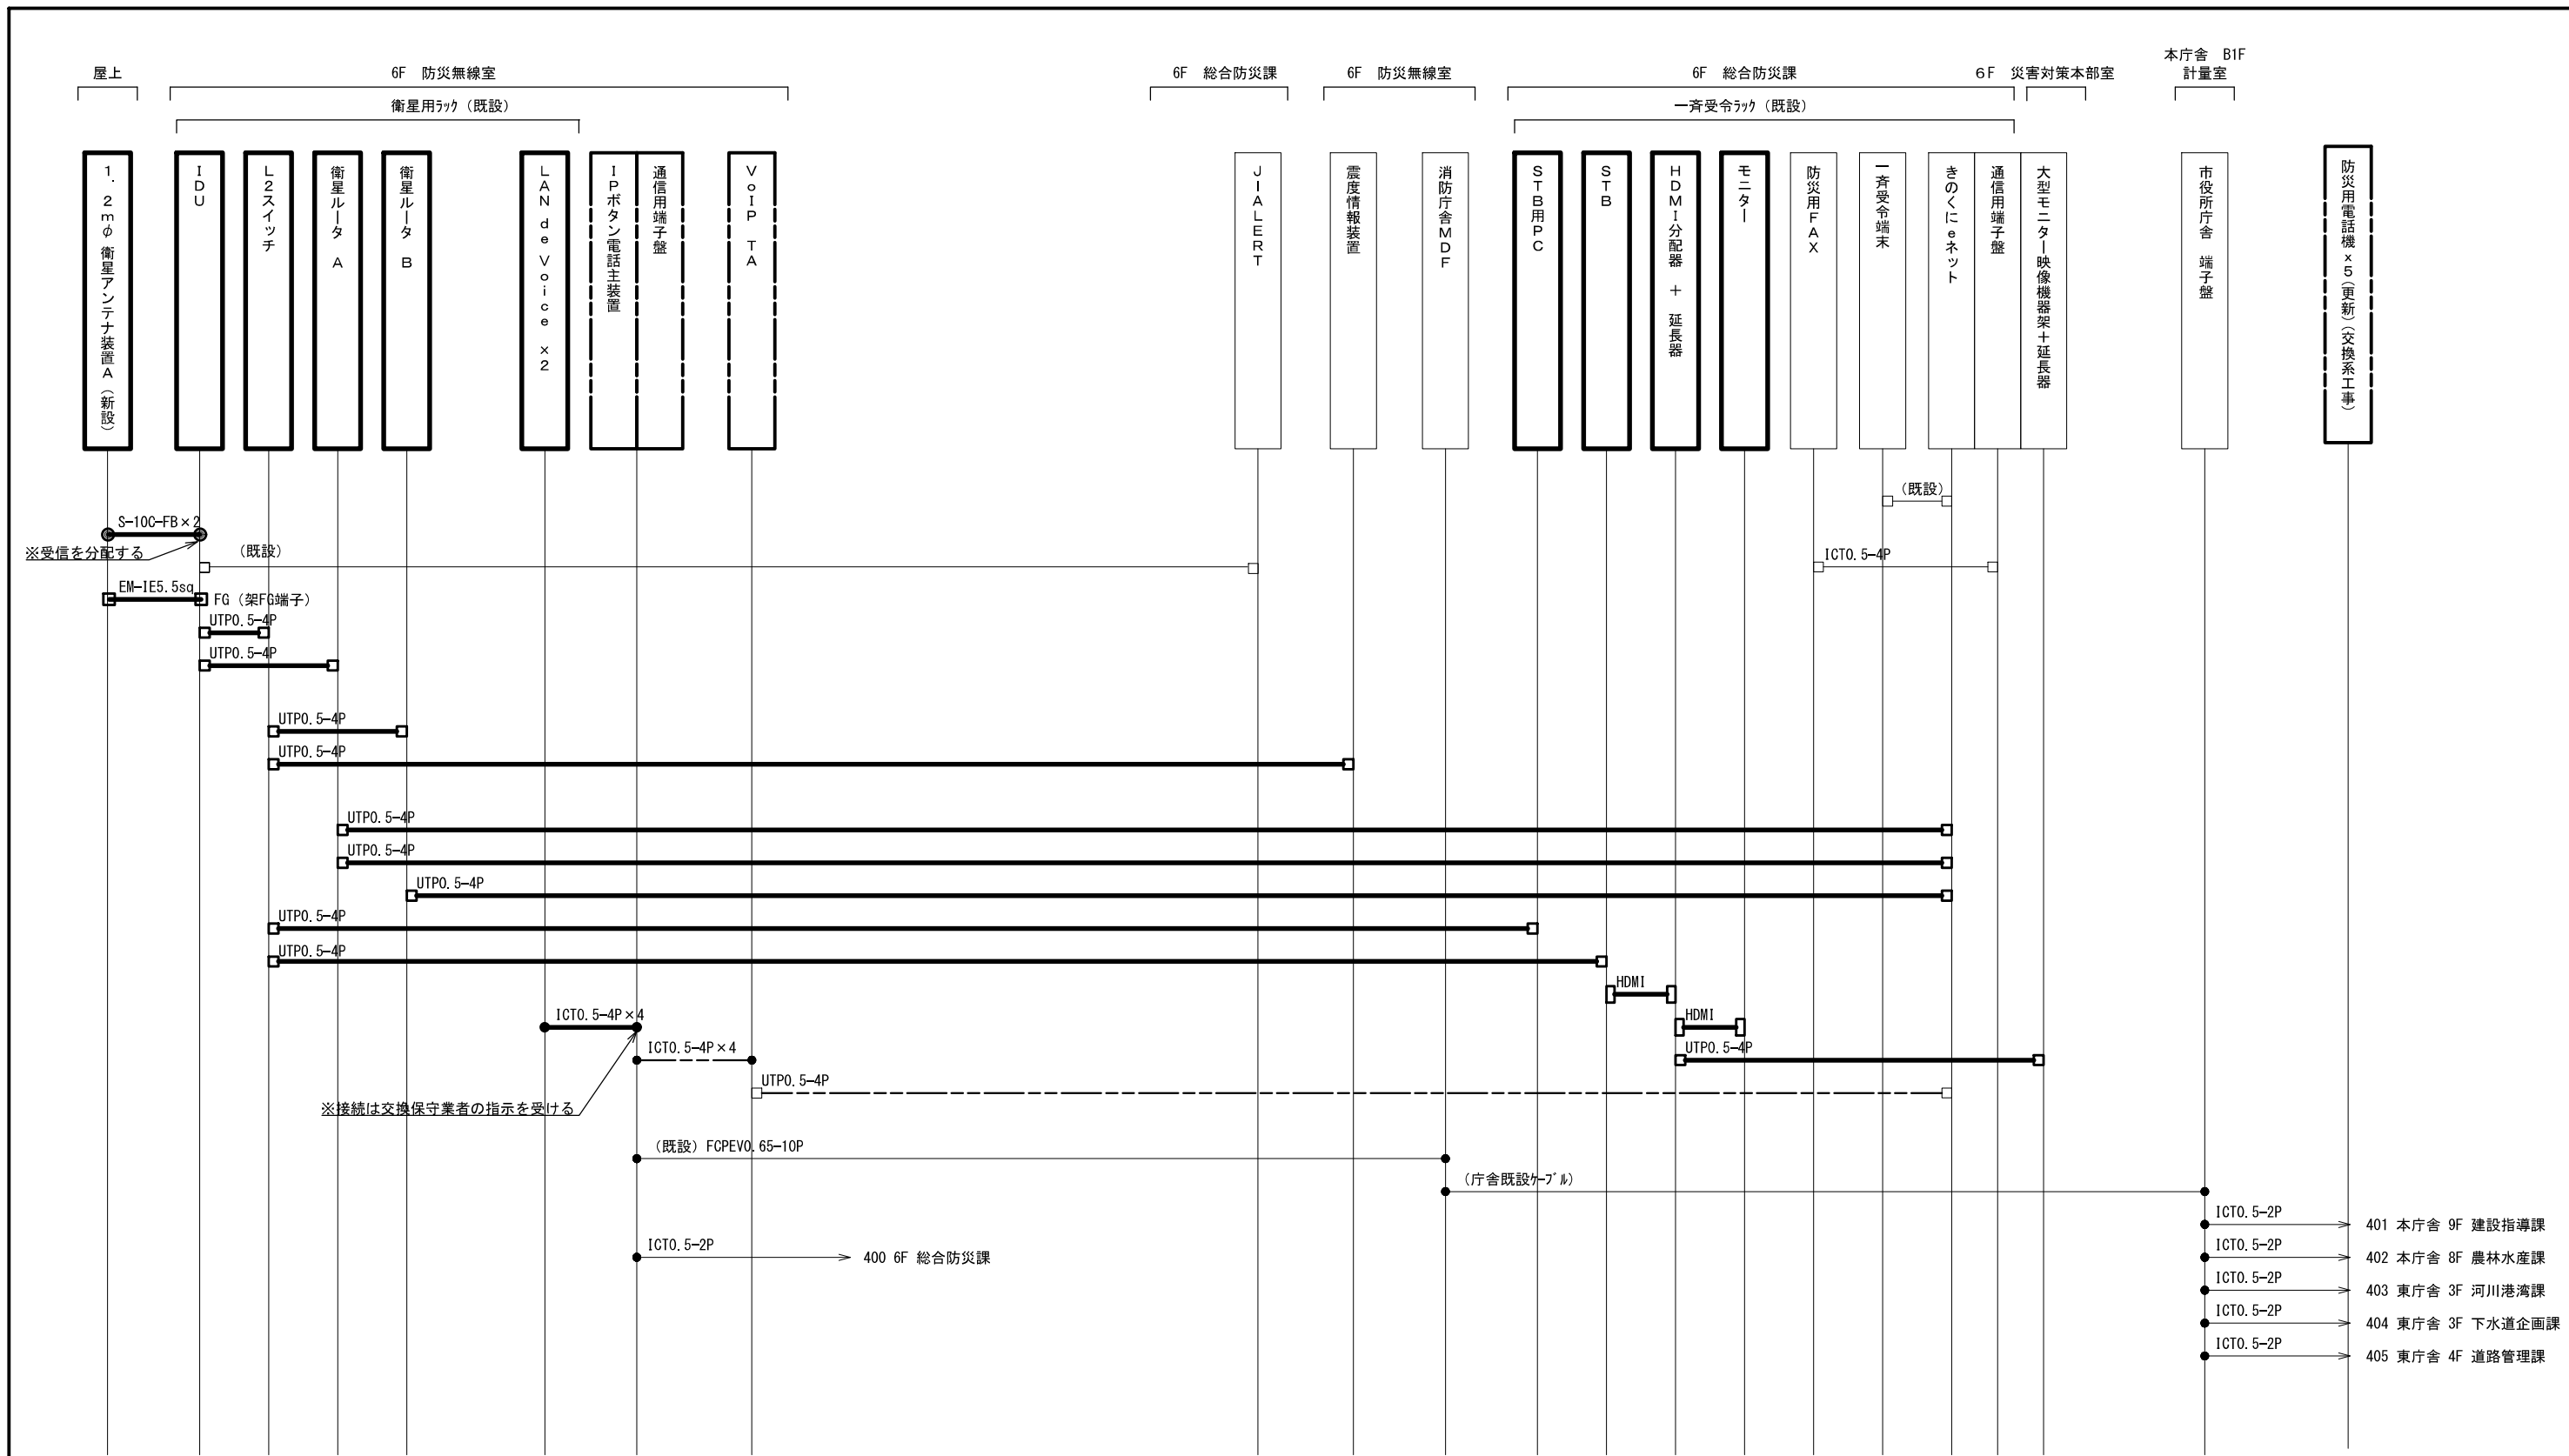 本庁舎　B1F
屋上
6F　防災無線室
6F　総合防災課
6F　防災無線室
6F　総合防災課
６F　災害対策本部室
計量室
衛星用ﾗｯｸ（既設）
一斉受令ﾗｯｸ（既設）
１．２ｍφ衛星アンテナ装置Ａ（新設）
ＩＤＵ
Ｌ２スイッチ
衛星ルータ　Ａ
衛星ルータ　Ｂ
ＬＡＮ ｄｅ Ｖｏｉｃｅ ×２
ＩＰボタン電話主装置
通信用端子盤
ＶｏＩＰ　ＴＡ
Ｊ－ＡＬＥＲＴ
震度情報装置
消防庁舎ＭＤＦ
ＳＴＢ用ＰＣ
ＳＴＢ
ＨＤＭＩ分配器　＋　延長器
モニター
防災用ＦＡＸ
一斉受令端末
きのくにｅネット
通信用端子盤
大型モニター映像機器架＋延長器
市役所庁舎　端子盤
防災用電話機×５（更新）（交換系工事）
（既設）
S-10C-FB×2
※受信を分配する
（既設）
ICT0.5-4P
EM-IE5.5sq
FG（架FG端子）
UTP0.5-4P
UTP0.5-4P
UTP0.5-4P
UTP0.5-4P
UTP0.5-4P
UTP0.5-4P
UTP0.5-4P
UTP0.5-4P
UTP0.5-4P
HDMI
ICT0.5-4P×4
HDMI
ICT0.5-4P×4
UTP0.5-4P
UTP0.5-4P
※接続は交換保守業者の指示を受ける
（既設）FCPEV0.65-10P
（庁舎既設ｹｰﾌﾞﾙ）
ICT0.5-2P
401 本庁舎 9F 建設指導課
ICT0.5-2P
400 6F 総合防災課
ICT0.5-2P
402 本庁舎 8F 農林水産課
ICT0.5-2P
403 東庁舎 3F 河川港湾課
ICT0.5-2P
404 東庁舎 3F 下水道企画課
ICT0.5-2P
405 東庁舎 4F 道路管理課